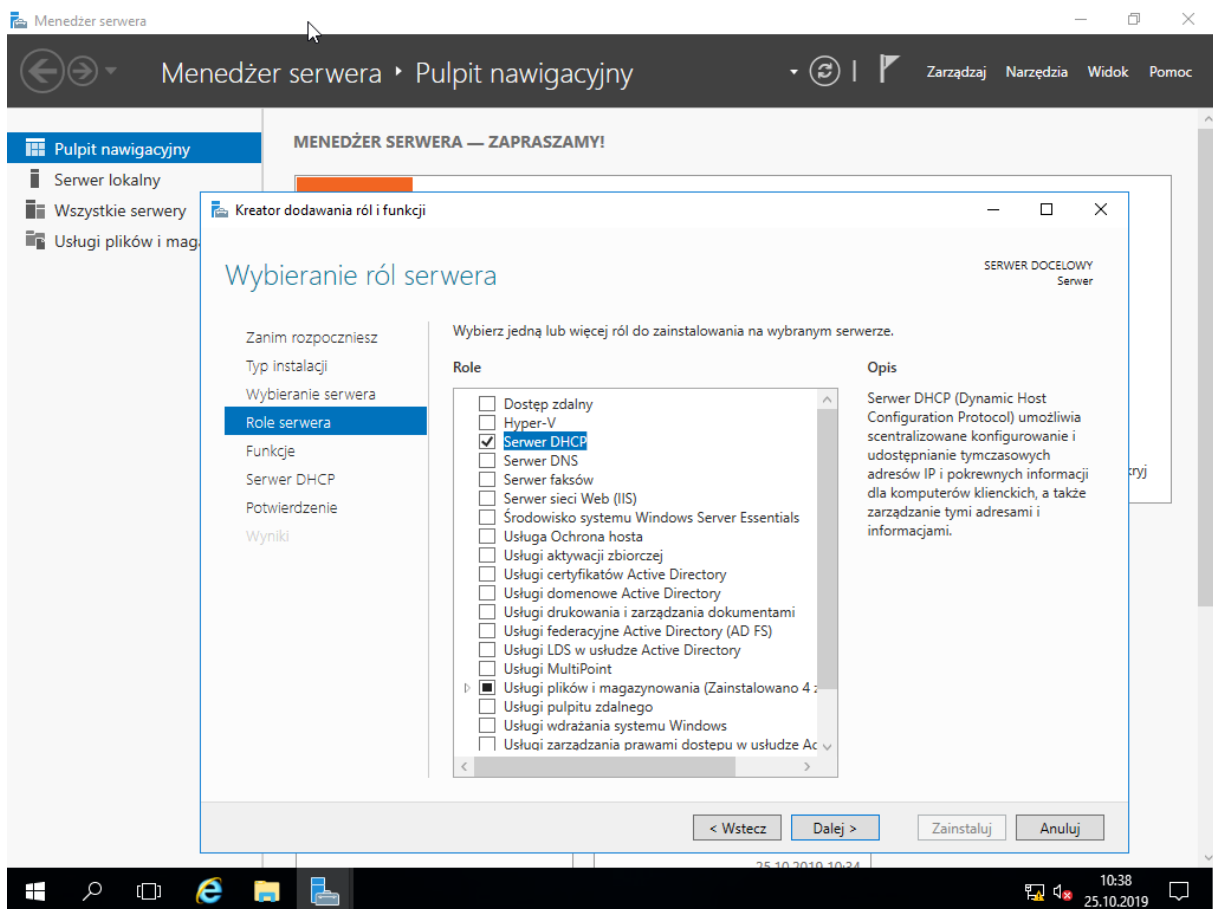 Menedżer serwera
Menedżer serwera ‣ Pulpit nawigacyjny
Zarządzaj Narzędzia Widok Pomoc
Pulpit nawigacyjny
Serwer lokalny
Wszystkie serwery
Usługi plików i mag
MENEDŻER SERWERA — ZAPRASZAMY!
Kreator dodawania ról i funkcji
Wybieranie ról serwera
SERWER DOCELOWY
Serwer
Zanim rozpoczniesz
Typ instalacji
Wybieranie serwera
Role serwera
Funkcje
Serwer DHCP
Potwierdzenie
Wyniki
Wybierz jedną lub więcej ról do zainstalowania na wybranym serwerze.
Role
Dostęp zdalny
Hyper-V
Serwer DHCP
Serwer DNS
Serwer faksów
Serwer sieci Web (IIS)
Środowisko systemu Windows Server Essentials
Usługa Ochrona hosta
Usługi aktywacji zbiorczej
Usługi certyfikatów Active Directory
Usługi domenowe Active Directory
Usługi drukowania i zarządzania dokumentami
Usługi federacyjne Active Directory (AD FS)
Usługi LDS w usłudze Active Directory
Usługi MultiPoint
Usługi plików i magazynowania (Zainstalowano 4 z
Usługi pulpitu zdalnego
Usługi wdrażania systemu Windows
Usługi zarządzania prawami dostępu w usłudze Ac
Opis
Serwer DHCP (Dynamic Host
Configuration Protocol) umożliwia
scentralizowane konfigurowanie i
udostępnianie tymczasowych
adresów IP i pokrewnych informacji
dla komputerów klienckich, a także
zarządzanie tymi adresami i
informacjami.
ryj
< Wstecz
Dalej >
Zainstaluj
Anuluj
25.10.2019 10:34
10:38
25.10.2019